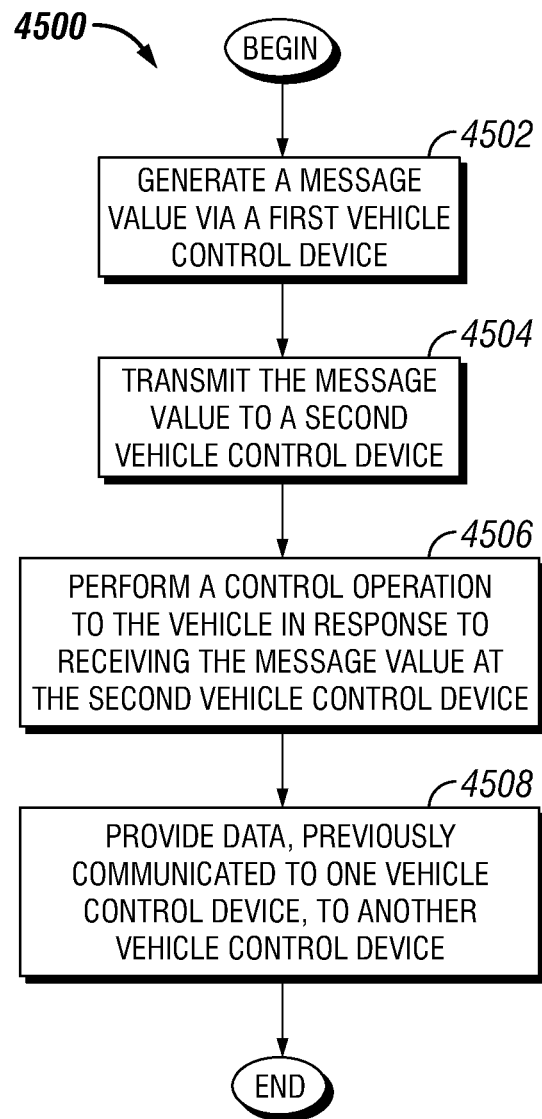 4500
BEGIN
4502
GENERATE A MESSAGE
VALUE VIA A FIRST VEHICLE
CONTROL DEVICE
4504
TRANSMIT THE MESSAGE
VALUE TO A SECOND
VEHICLE CONTROL DEVICE
4506
PERFORM A CONTROL OPERATION
TO THE VEHICLE IN RESPONSE TO
RECEIVING THE MESSAGE VALUE AT
THE SECOND VEHICLE CONTROL DEVICE
4508
PROVIDE DATA, PREVIOUSLY
COMMUNICATED TO ONE VEHICLE
CONTROL DEVICE, TO ANOTHER
VEHICLE CONTROL DEVICE
END